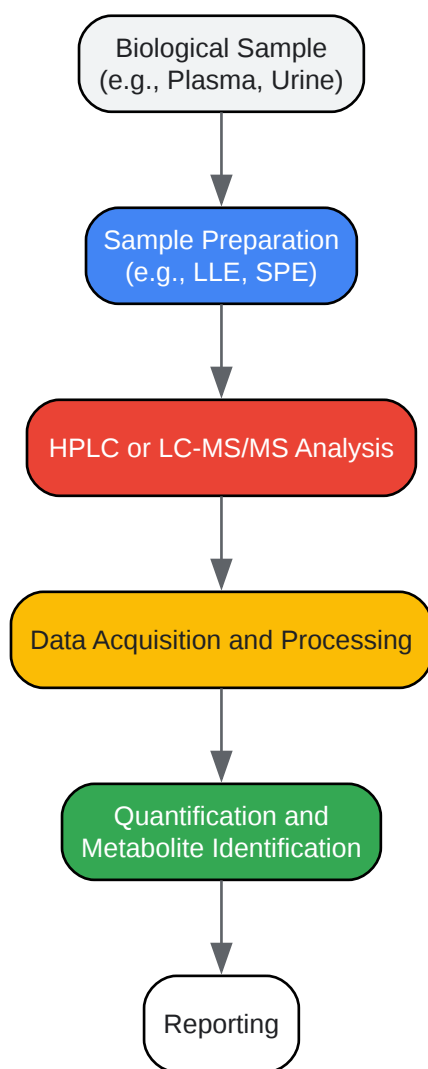 Biological Sample
(e.g., Plasma, Urine)
Sample Preparation
(e.g., LLE, SPE)
HPLC or LC-MS/MS Analysis
Data Acquisition and Processing
Quantification and
Metabolite Identification
Reporting